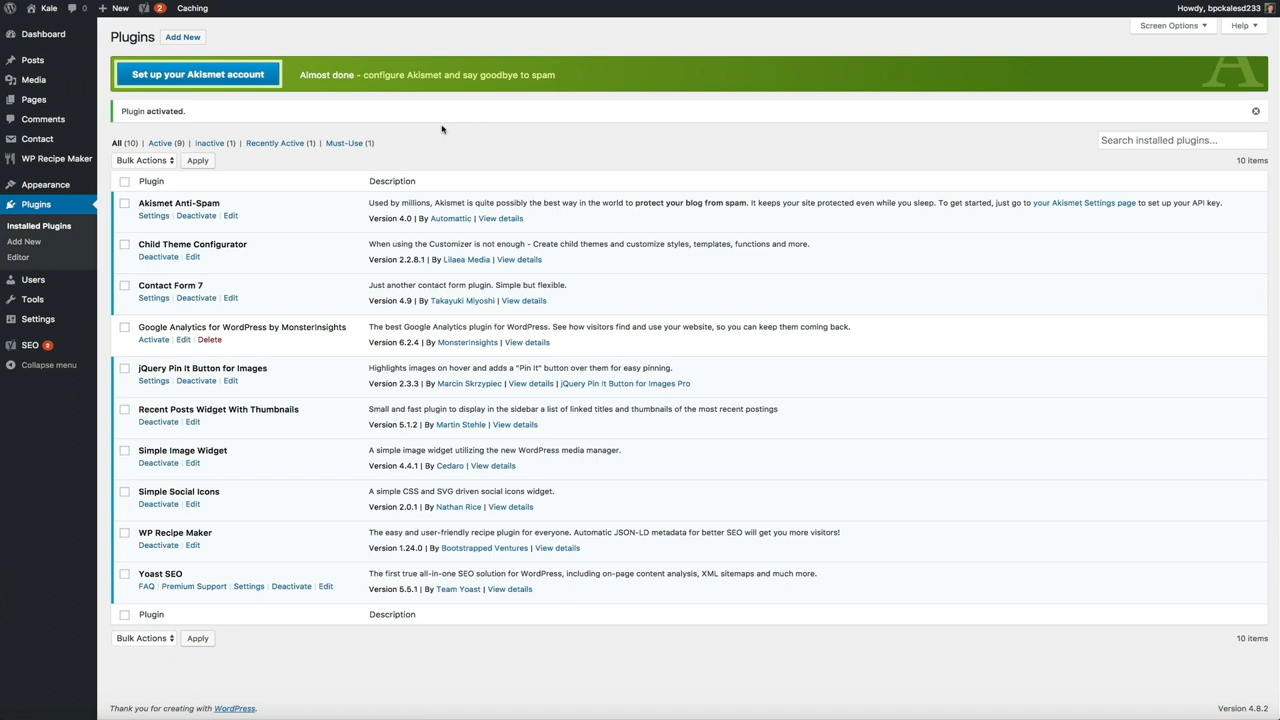 Kale 0 New 2 Caching Howdy, bpckalesd233
Dashboard
Posts
Media
Pages
Comments
Contact
WP Recipe Maker
Appearance
Plugins
Installed Plugins
Add New
Editor
Users
Tools
Settings
SEO 2
Collapse menu
Screen Options Help
Plugins Add New
Set up your Akismet account Almost done - configure Akismet and say goodbye to spam
Plugin activated.
All (10) | Active (9) | Inactive (1) | Recently Active (1) | Must-Use (1)
Search installed plugins...
Bulk Actions Apply 10 items
Plugin Description
Akismet Anti-Spam Used by millions, Akismet is quite possibly the best way in the world to protect your blog from spam. It keeps your site protected even while you sleep. To get started, just go to your Akismet Settings page to set up your API key.
Settings | Deactivate | Edit Version 4.0 | By Automattic | View details
Child Theme Configurator When using the Customizer is not enough - Create child themes and customize styles, templates, functions and more.
Deactivate | Edit Version 2.2.8.1 | By Lilaea Media | View details
Contact Form 7 Just another contact form plugin. Simple but flexible.
Settings | Deactivate | Edit Version 4.9 | By Takayuki Miyoshi | View details
Google Analytics for WordPress by MonsterInsights The best Google Analytics plugin for WordPress. See how visitors find and use your website, so you can keep them coming back.
Activate | Edit | Delete Version 6.2.4 | By MonsterInsights | View details
jQuery Pin It Button for Images Highlights images on hover and adds a "Pin It" button over them for easy pinning.
Settings | Deactivate | Edit Version 2.3.3 | By Marcin Skrzypiec | View details | jQuery Pin It Button for Images Pro
Recent Posts Widget With Thumbnails Small and fast plugin to display in the sidebar a list of linked titles and thumbnails of the most recent postings
Deactivate | Edit Version 5.1.2 | By Martin Stehle | View details
Simple Image Widget A simple image widget utilizing the new WordPress media manager.
Deactivate | Edit Version 4.4.1 | By Cedaro | View details
Simple Social Icons A simple CSS and SVG driven social icons widget.
Deactivate | Edit Version 2.0.1 | By Nathan Rice | View details
WP Recipe Maker The easy and user-friendly recipe plugin for everyone. Automatic JSON-LD metadata for better SEO will get you more visitors!
Deactivate | Edit Version 1.24.0 | By Bootstrapped Ventures | View details
Yoast SEO The first true all-in-one SEO solution for WordPress, including on-page content analysis, XML sitemaps and much more.
FAQ | Premium Support | Settings | Deactivate | Edit Version 5.5.1 | By Team Yoast | View details
Plugin Description
Bulk Actions Apply 10 items
Thank you for creating with WordPress. Version 4.8.2